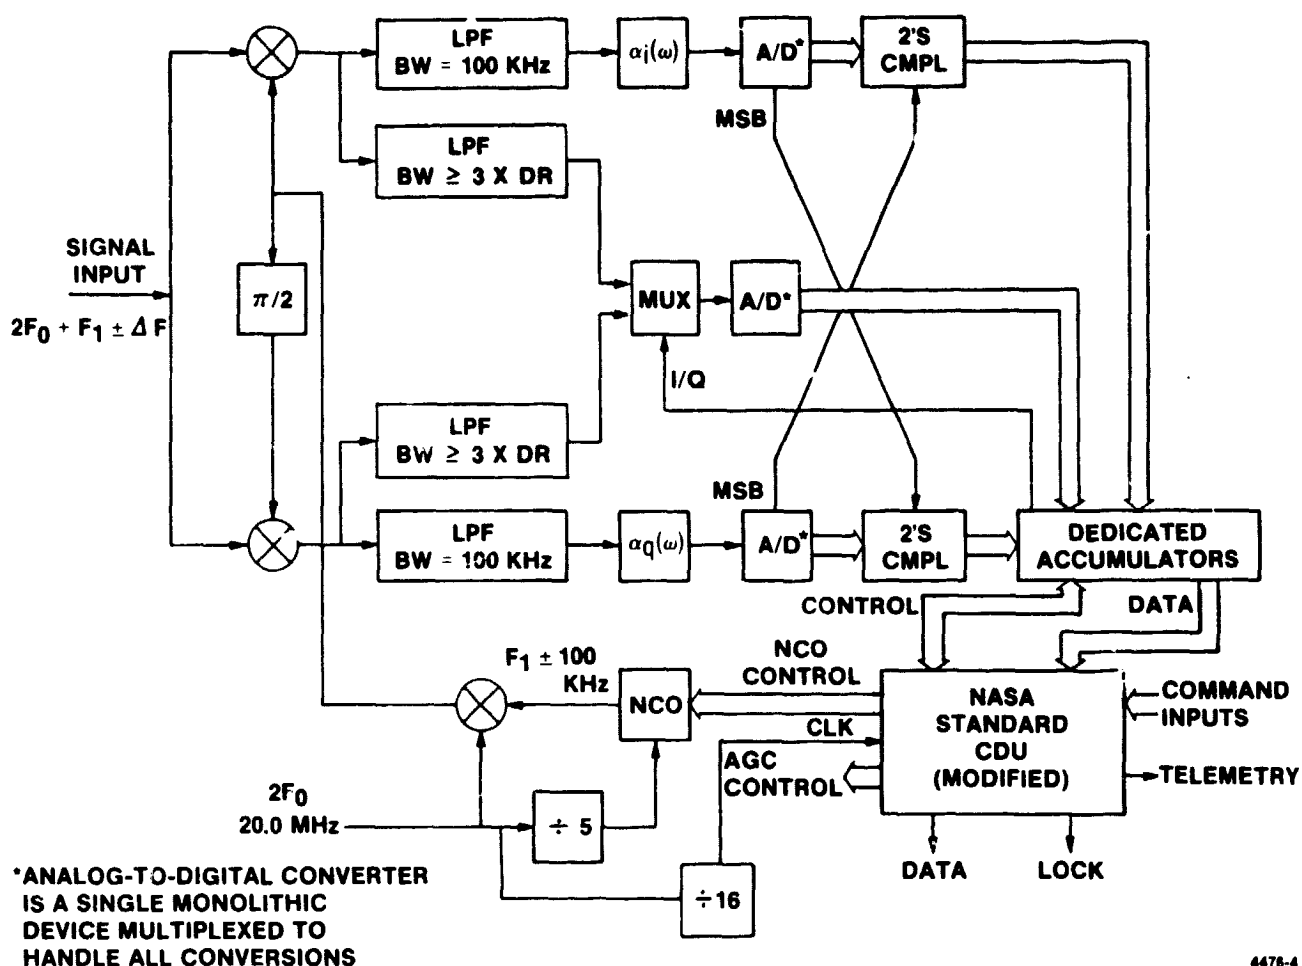 LPF
BW = 100 KHz
αi(ω)
A/D*
2'S
CMPL
MSB
LPF
BW ≥ 3 X DR
SIGNAL
INPUT
2F0 + F1 ± Δ F
π/2
MUX
A/D*
I/Q
LPF
BW ≥ 3 X DR
MSB
LPF
BW = 100 KHz
αq(ω)
A/D*
2'S
CMPL
DEDICATED
ACCUMULATORS
CONTROL
DATA
F1 ± 100
KHz
NCO
NCO
CONTROL
CLK
AGC
CONTROL
NASA
STANDARD
CDU
(MODIFIED)
COMMAND
INPUTS
TELEMETRY
2F0
20.0 MHz
÷ 5
÷16
DATA
LOCK
*ANALOG-TO-DIGITAL CONVERTER
IS A SINGLE MONOLITHIC
DEVICE MULTIPLEXED TO
HANDLE ALL CONVERSIONS
4476-4